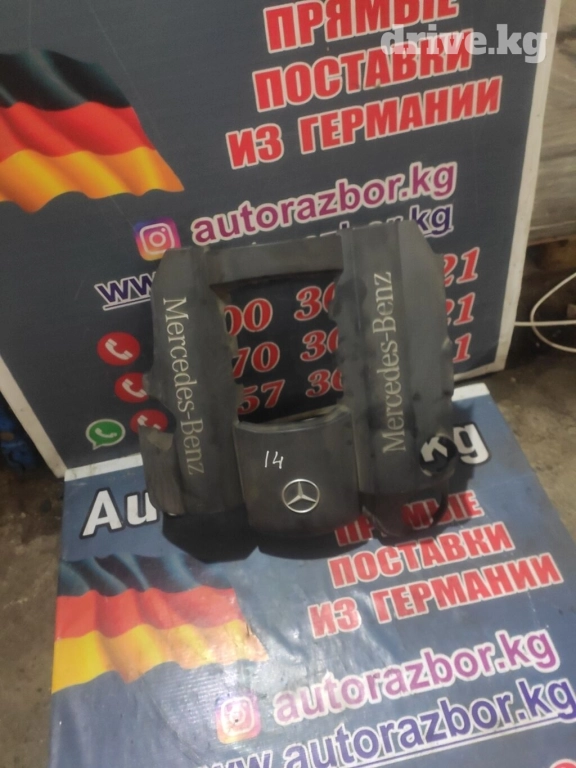 drive.kg
ПРЯМЫЕ
ПОСТАВКИ
ИЗ ГЕРМАНИИ
autorazbor.kg
www.
Mercedes-Benz
Mercedes-Benz
14
ПОСТАВКИ
ИЗ ГЕРМАНИИ
autorazbor.kg
www.autorazbor.kg